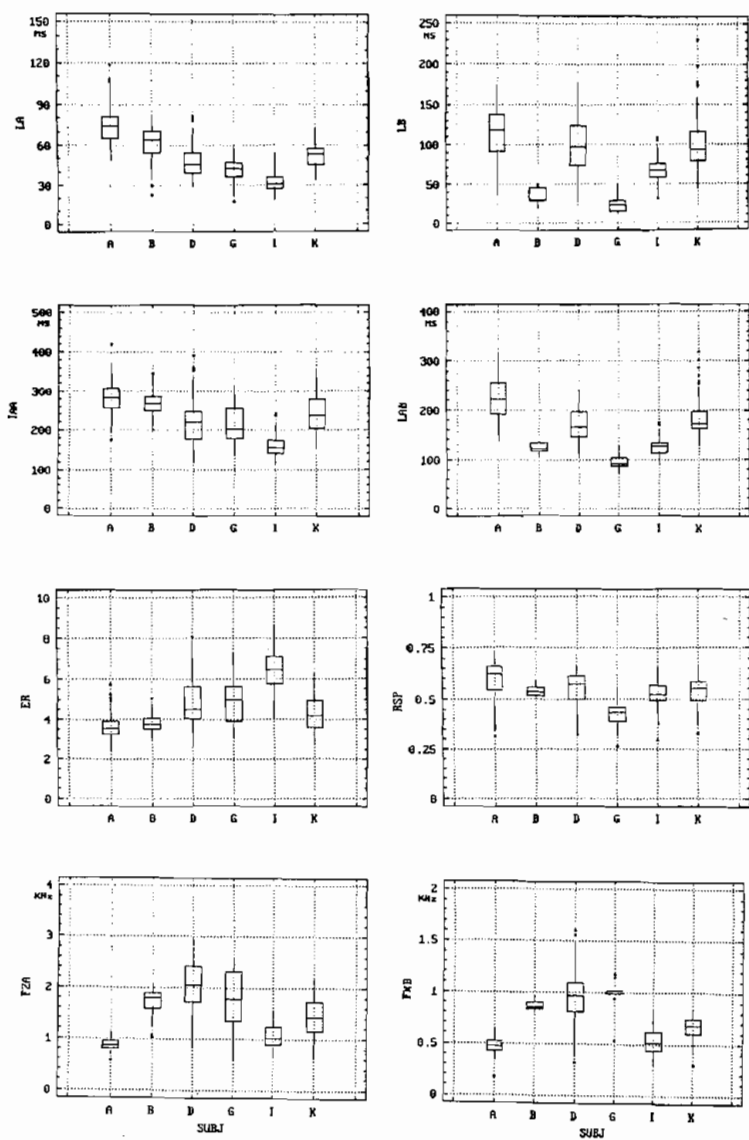 150
MS
120
90
60
30
0
LA
A B D G I K
250
MS
200
150
100
50
0
LB
A B D G I K
500
MS
400
300
200
100
0
IAA
A B D G I K
400
MS
300
200
100
0
LAB
A B D G I K
10
8
6
4
2
0
ER
A B D G I K
1
0.75
0.5
0.25
0
RSP
A B D G I K
4
KHz
3
2
1
0
FZA
A B D G I K
SUBJ
2
KHz
1.5
1
0.5
0
FXB
A B D G I K
SUBJ